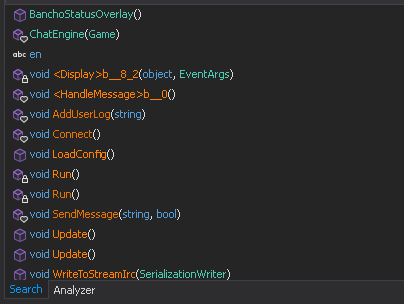 BanchoStatusOverlay()
ChatEngine(Game)
abc en
void <Display>b__8_2(object, EventArgs)
void <HandleMessage>b__0()
void AddUserLog(string)
void Connect()
void LoadConfig()
void Run()
void Run()
void SendMessage(string, bool)
void Update()
void Update()
void WriteToStreamIrc(SerializationWriter)
Search Analyzer